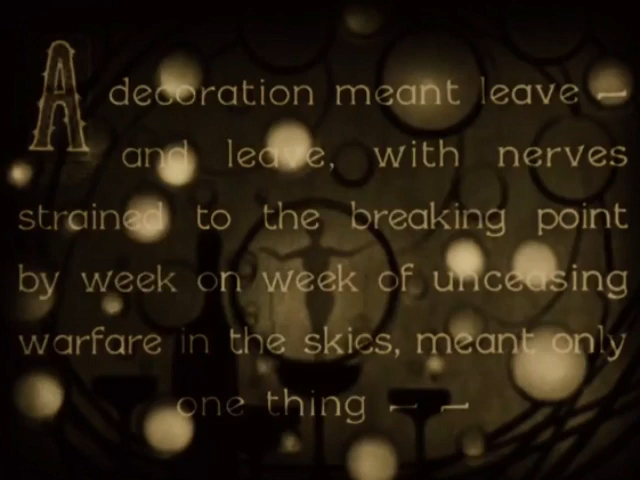 A decoration meant leave —
and leave, with nerves
strained to the breaking point
by week on week of unceasing
warfare in the skies, meant only
one thing — —